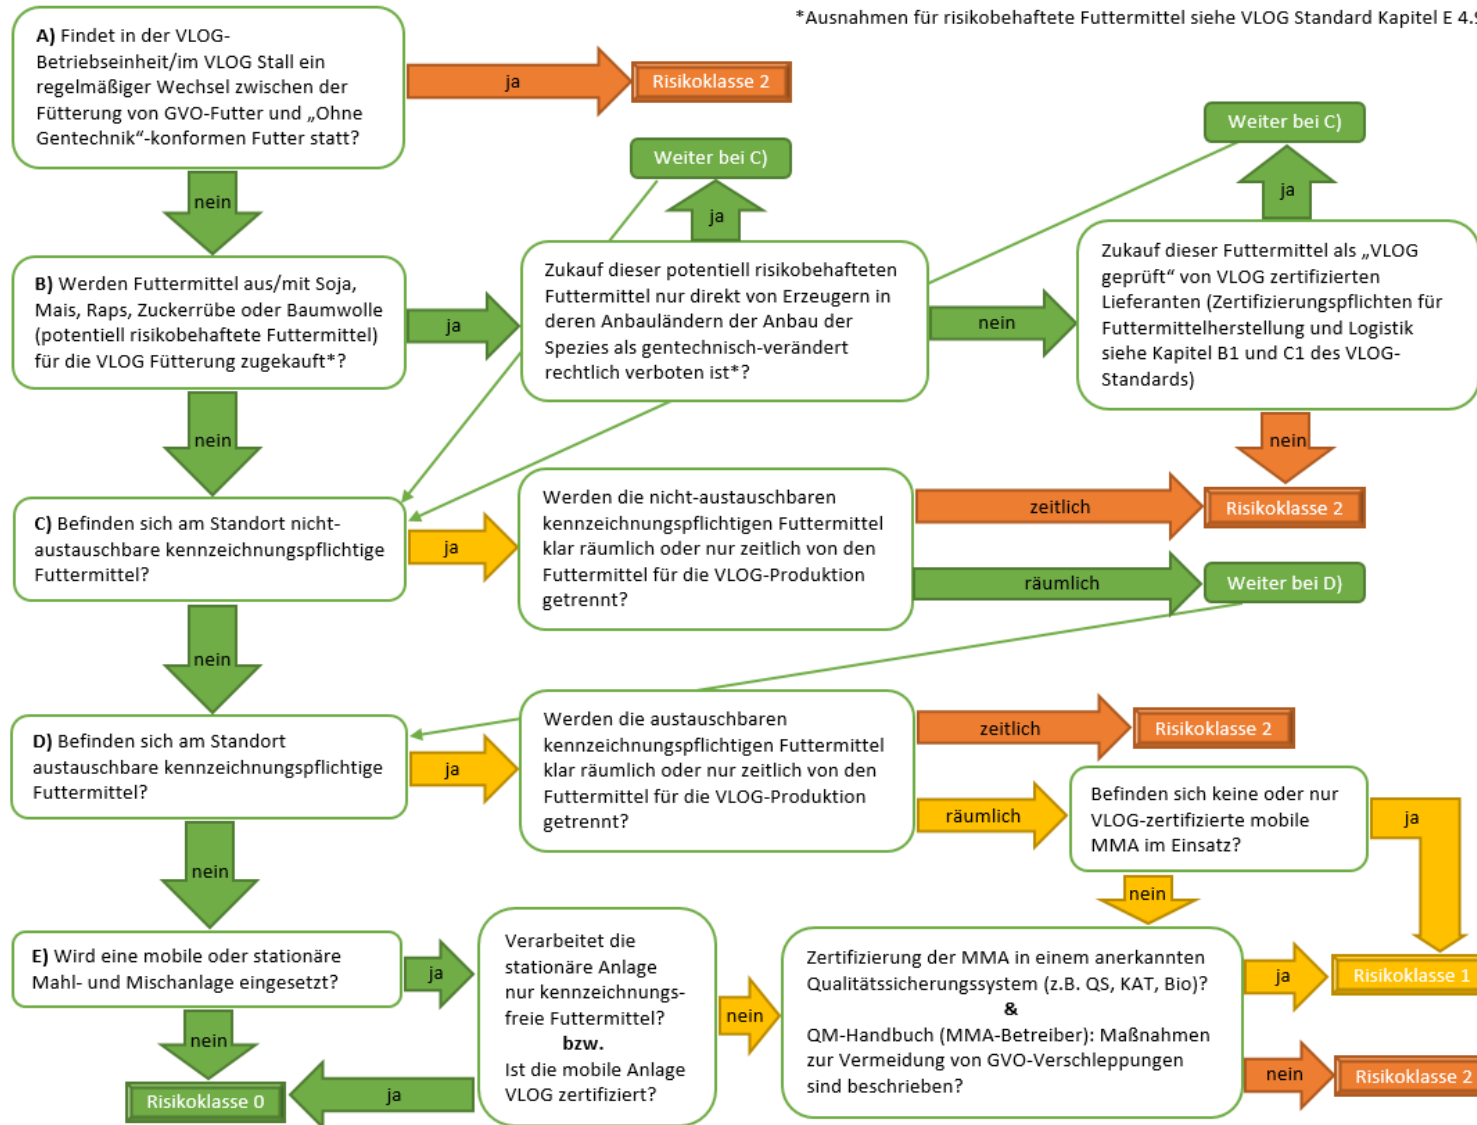 *Ausnahmen für risikobehaftete Futtermittel siehe VLOG Standard Kapitel E 4.9
A) Findet in der VLOG-
Betriebseinheit/im VLOG Stall ein
regelmäßiger Wechsel zwischen der
Fütterung von GVO-Futter und „Ohne
Gentechnik“-konformen Futter statt?
ja
Risikoklasse 2
nein
Weiter bei C)
ja
Weiter bei C)
ja
B) Werden Futtermittel aus/mit Soja,
Mais, Raps, Zuckerrübe oder Baumwolle
(potentiell risikobehaftete Futtermittel)
für die VLOG Fütterung zugekauft*?
ja
Zukauf dieser potentiell risikobehafteten
Futtermittel nur direkt von Erzeugern in
deren Anbauländern der Anbau der
Spezies als gentechnisch-verändert
rechtlich verboten ist*?
nein
Zukauf dieser Futtermittel als „VLOG
geprüft“ von VLOG zertifizierten
Lieferanten (Zertifizierungspflichten für
Futtermittelherstellung und Logistik
siehe Kapitel B1 und C1 des VLOG-
Standards)
nein
nein
C) Befinden sich am Standort nicht-
austauschbare kennzeichnungspflichtige
Futtermittel?
ja
Werden die nicht-austauschbaren
kennzeichnungspflichtigen Futtermittel
klar räumlich oder nur zeitlich von den
Futtermittel für die VLOG-Produktion
getrennt?
zeitlich
Risikoklasse 2
räumlich
Weiter bei D)
nein
D) Befinden sich am Standort
austauschbare kennzeichnungspflichtige
Futtermittel?
ja
Werden die austauschbaren
kennzeichnungspflichtigen Futtermittel
klar räumlich oder nur zeitlich von den
Futtermittel für die VLOG-Produktion
getrennt?
zeitlich
Risikoklasse 2
räumlich
Befinden sich keine oder nur
VLOG-zertifizierte mobile
MMA im Einsatz?
ja
nein
nein
E) Wird eine mobile oder stationäre
Mahl- und Mischanlage eingesetzt?
ja
Verarbeitet die
stationäre Anlage
nur kennzeichnungs-
freie Futtermittel?
bzw.
Ist die mobile Anlage
VLOG zertifiziert?
nein
Zertifizierung der MMA in einem anerkannten
Qualitätssicherungssystem (z.B. QS, KAT, Bio)?
&
QM-Handbuch (MMA-Betreiber): Maßnahmen
zur Vermeidung von GVO-Verschleppungen
sind beschrieben?
ja
Risikoklasse 1
nein
Risikoklasse 2
nein
ja
Risikoklasse 0